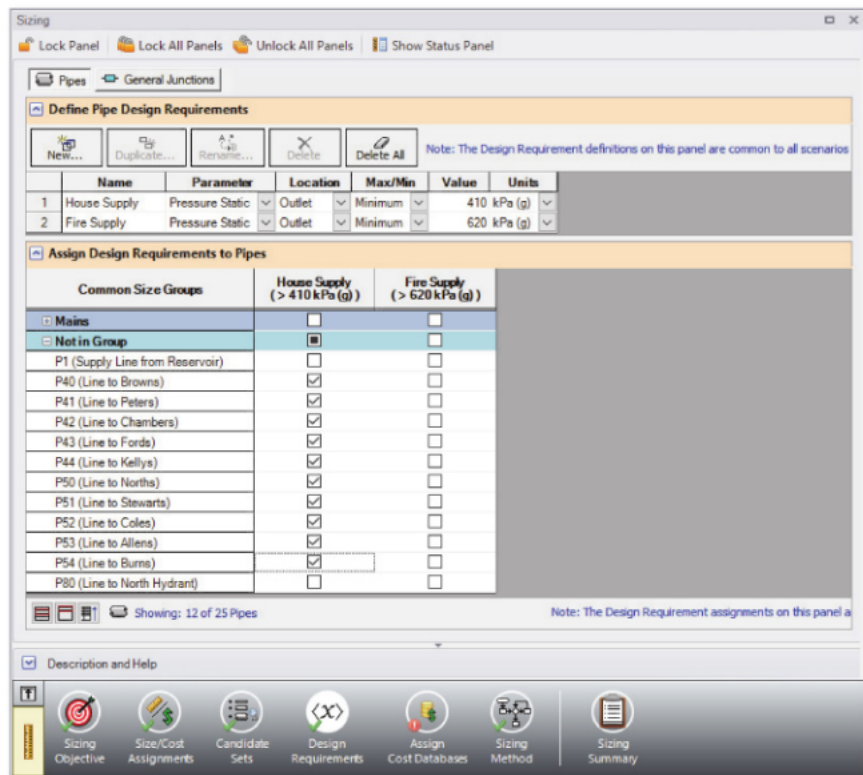 Sizing
Lock Panel Lock All Panels Unlock All Panels Show Status Panel
Pipes General Junctions
Define Pipe Design Requirements
New... Duplicate... Rename... Delete Delete All Note: The Design Requirement definitions on this panel are common to all scenarios
Name Parameter Location Max/Min Value Units
1 House Supply Pressure Static Outlet Minimum 410 kPa (g)
2 Fire Supply Pressure Static Outlet Minimum 620 kPa (g)
Assign Design Requirements to Pipes
Common Size Groups House Supply (> 410 kPa (g)) Fire Supply (> 620 kPa (g))
Mains
Not in Group
P1 (Supply Line from Reservoir)
P40 (Line to Browns)
P41 (Line to Peters)
P42 (Line to Chambers)
P43 (Line to Fords)
P44 (Line to Kellys)
P50 (Line to Norths)
P51 (Line to Stewarts)
P52 (Line to Coles)
P53 (Line to Allens)
P54 (Line to Burns)
P80 (Line to North Hydrant)
Showing: 12 of 25 Pipes Note: The Design Requirement assignments on this panel a
Description and Help
Sizing Objective Size/Cost Assignments Candidate Sets Design Requirements Assign Cost Databases Sizing Method Sizing Summary